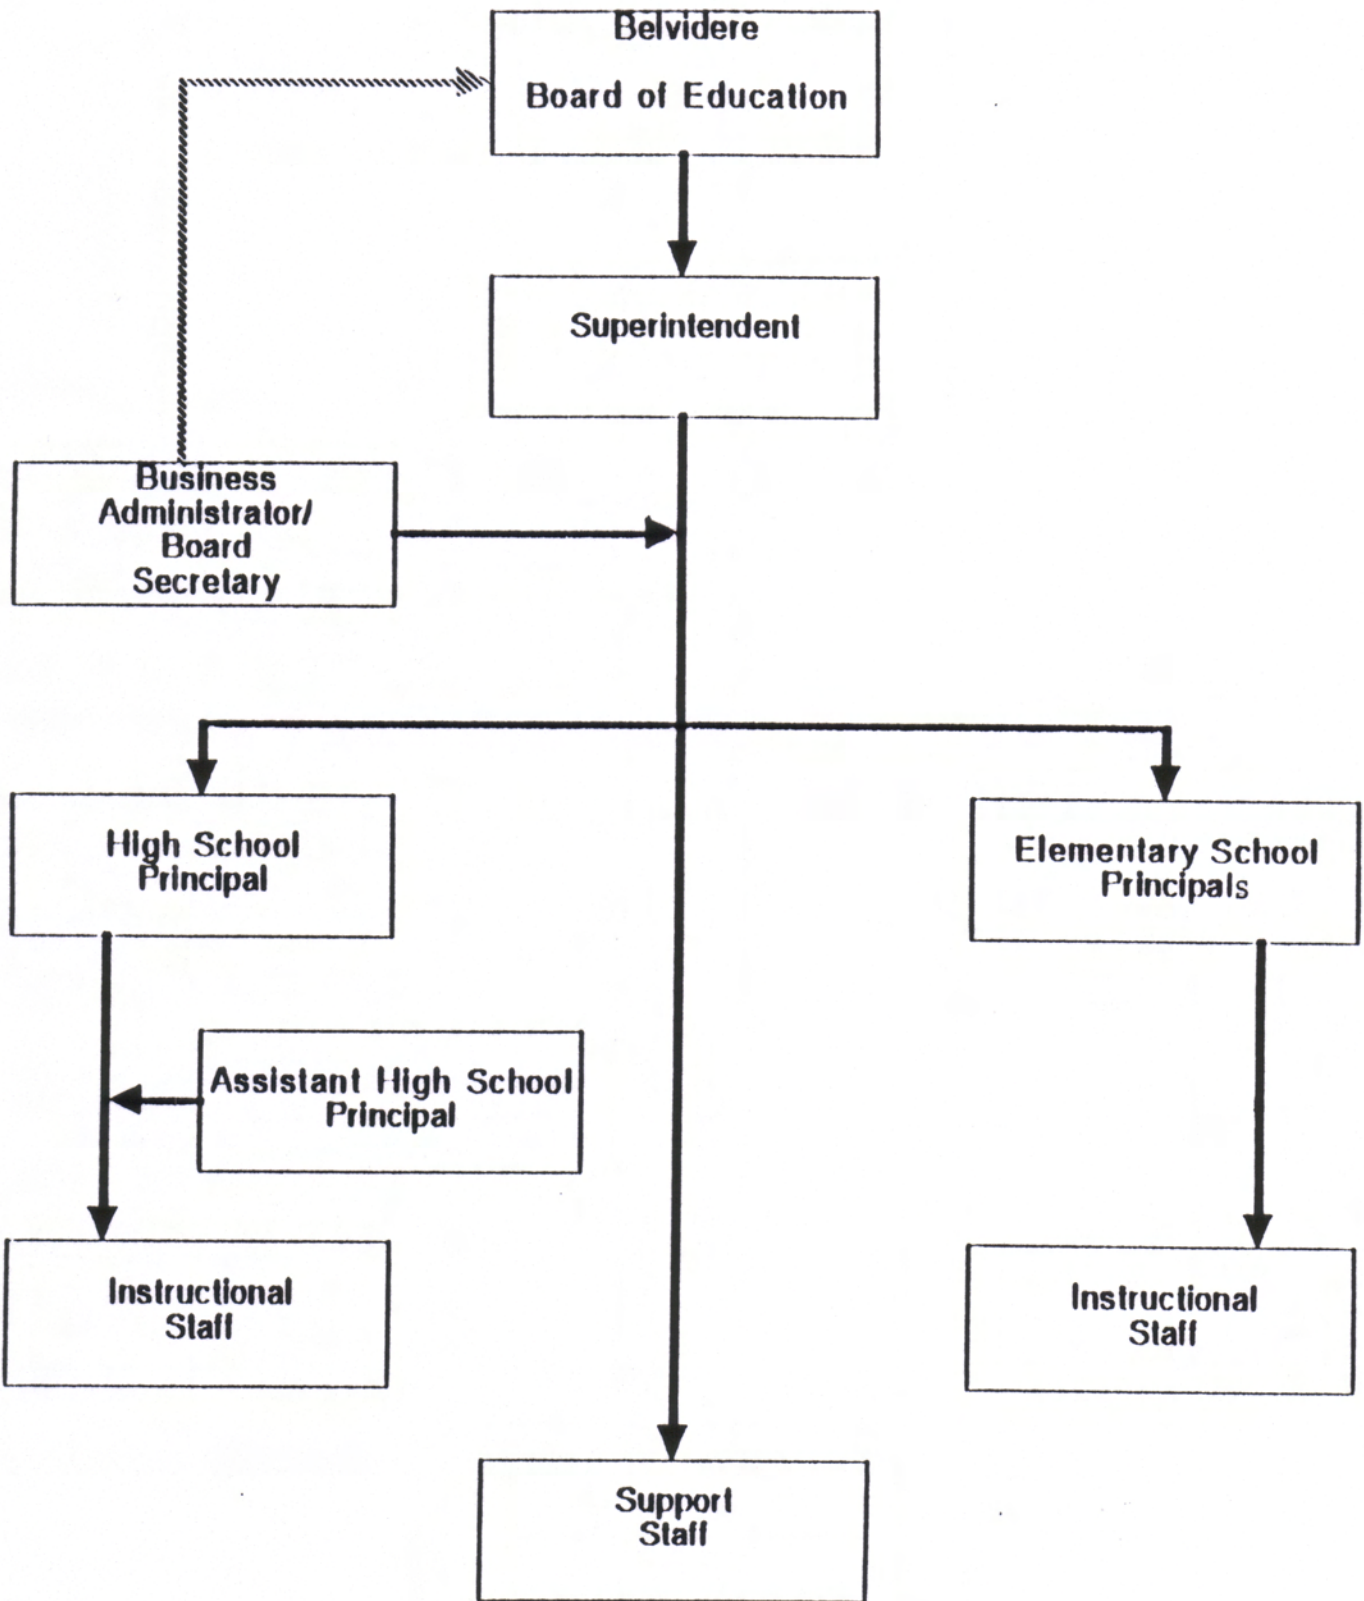 Belvidere
Board of Education
Superintendent
Business
Administrator/
Board
Secretary
High School
Principal
Elementary School
Principals
Assistant High School
Principal
Instructional
Staff
Instructional
Staff
Support
Staff